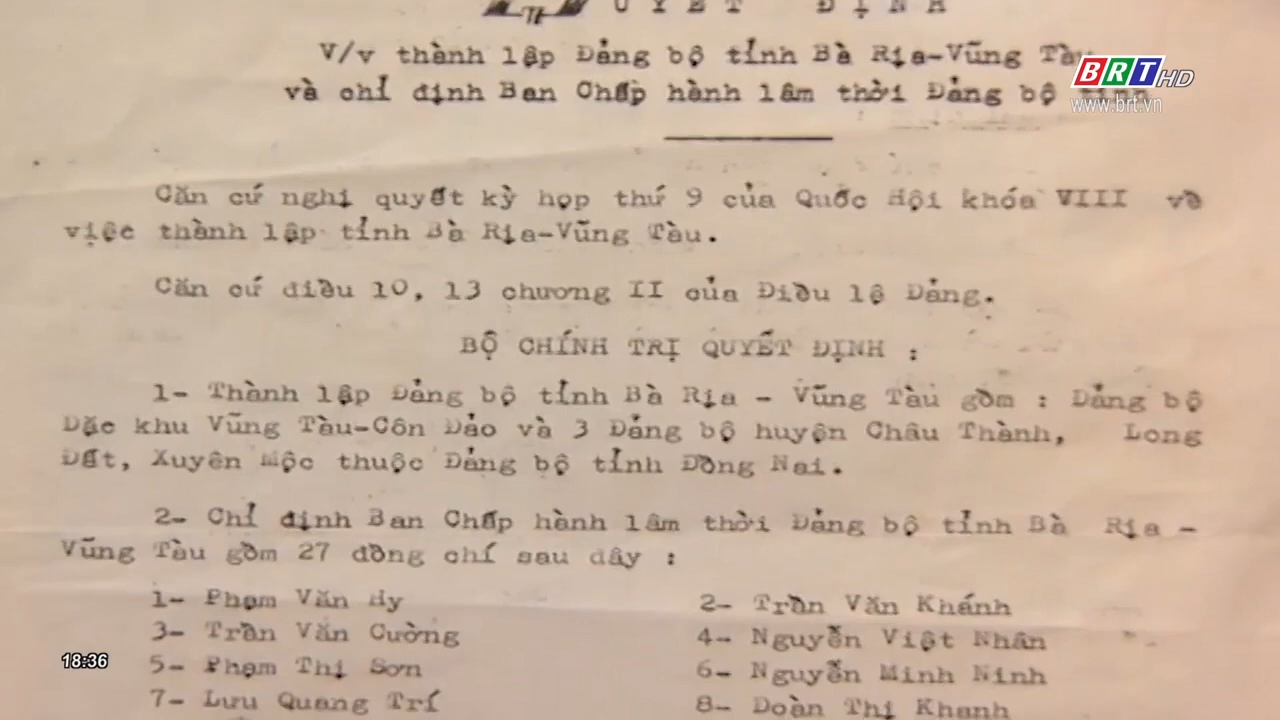 QUYẾT ĐỊNH
V/v thành lập Đảng bộ tỉnh Bà Rịa-Vũng Tàu
và chỉ định Ban Chấp hành lâm thời Đảng bộ tỉnh
BRT HD
www.brt.vn
Căn cứ nghị quyết kỳ họp thứ 9 của Quốc Hội khóa VIII về
việc thành lập tỉnh Bà Rịa-Vũng Tàu.
Căn cứ điều 10, 13 chương II của Điều lệ Đảng.
BỘ CHÍNH TRỊ QUYẾT ĐỊNH :
1- Thành lập Đảng bộ tỉnh Bà Rịa - Vũng Tàu gồm : Đảng bộ
Đặc khu Vũng Tàu-Côn Đảo và 3 Đảng bộ huyện Châu Thành, Long
Đất, Xuyên Mộc thuộc Đảng bộ tỉnh Đồng Nai.
2- Chỉ định Ban Chấp hành lâm thời Đảng bộ tỉnh Bà Rịa -
Vũng Tàu gồm 27 đồng chí sau đây :
1- Phạm Văn Hy 2- Trần Văn Khánh
3- Trần Văn Cường 4- Nguyễn Việt Nhân
5- Phạm Thị Sơn 6- Nguyễn Minh Ninh
7- Lưu Quang Trí 8- Đoàn Thị Khanh
18:36